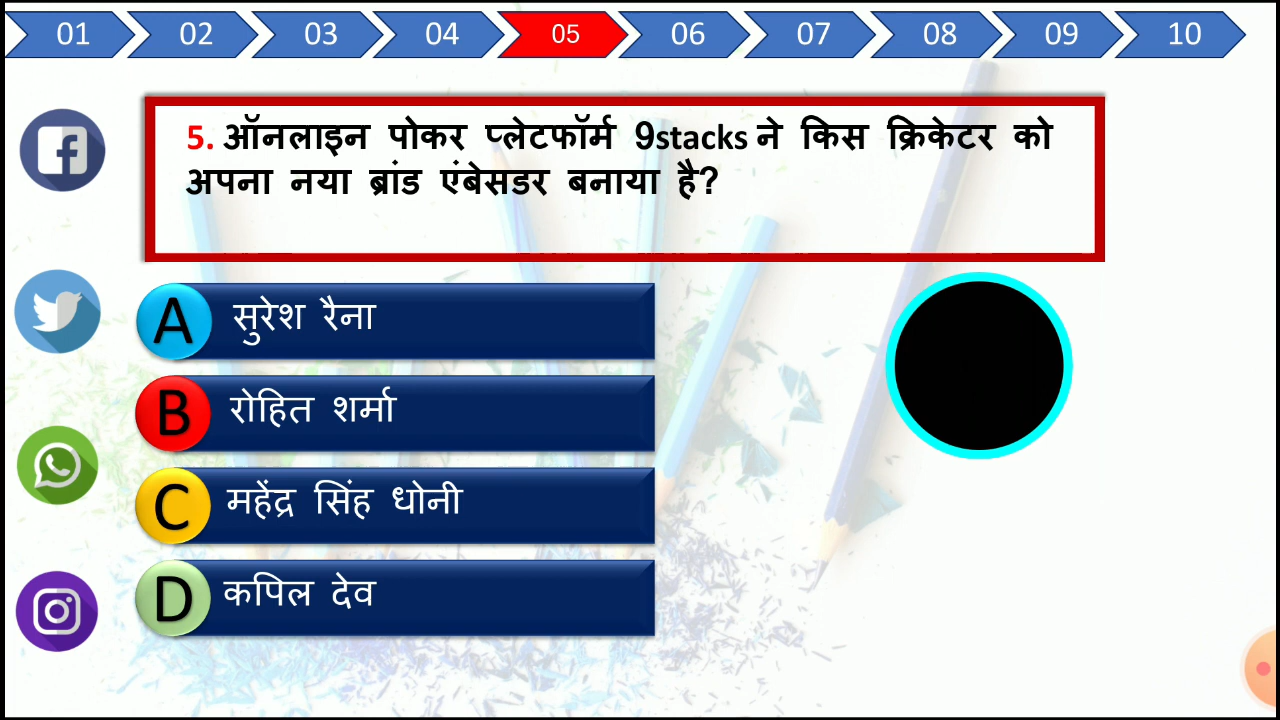 01 02 03 04 05 06 07 08 09 10
5. ऑनलाइन पोकर प्लेटफॉर्म 9stacks ने किस क्रिकेटर को
अपना नया ब्रांड एंबेसडर बनाया है?
A सुरेश रैना
B रोहित शर्मा
C महेंद्र सिंह धोनी
D कपिल देव